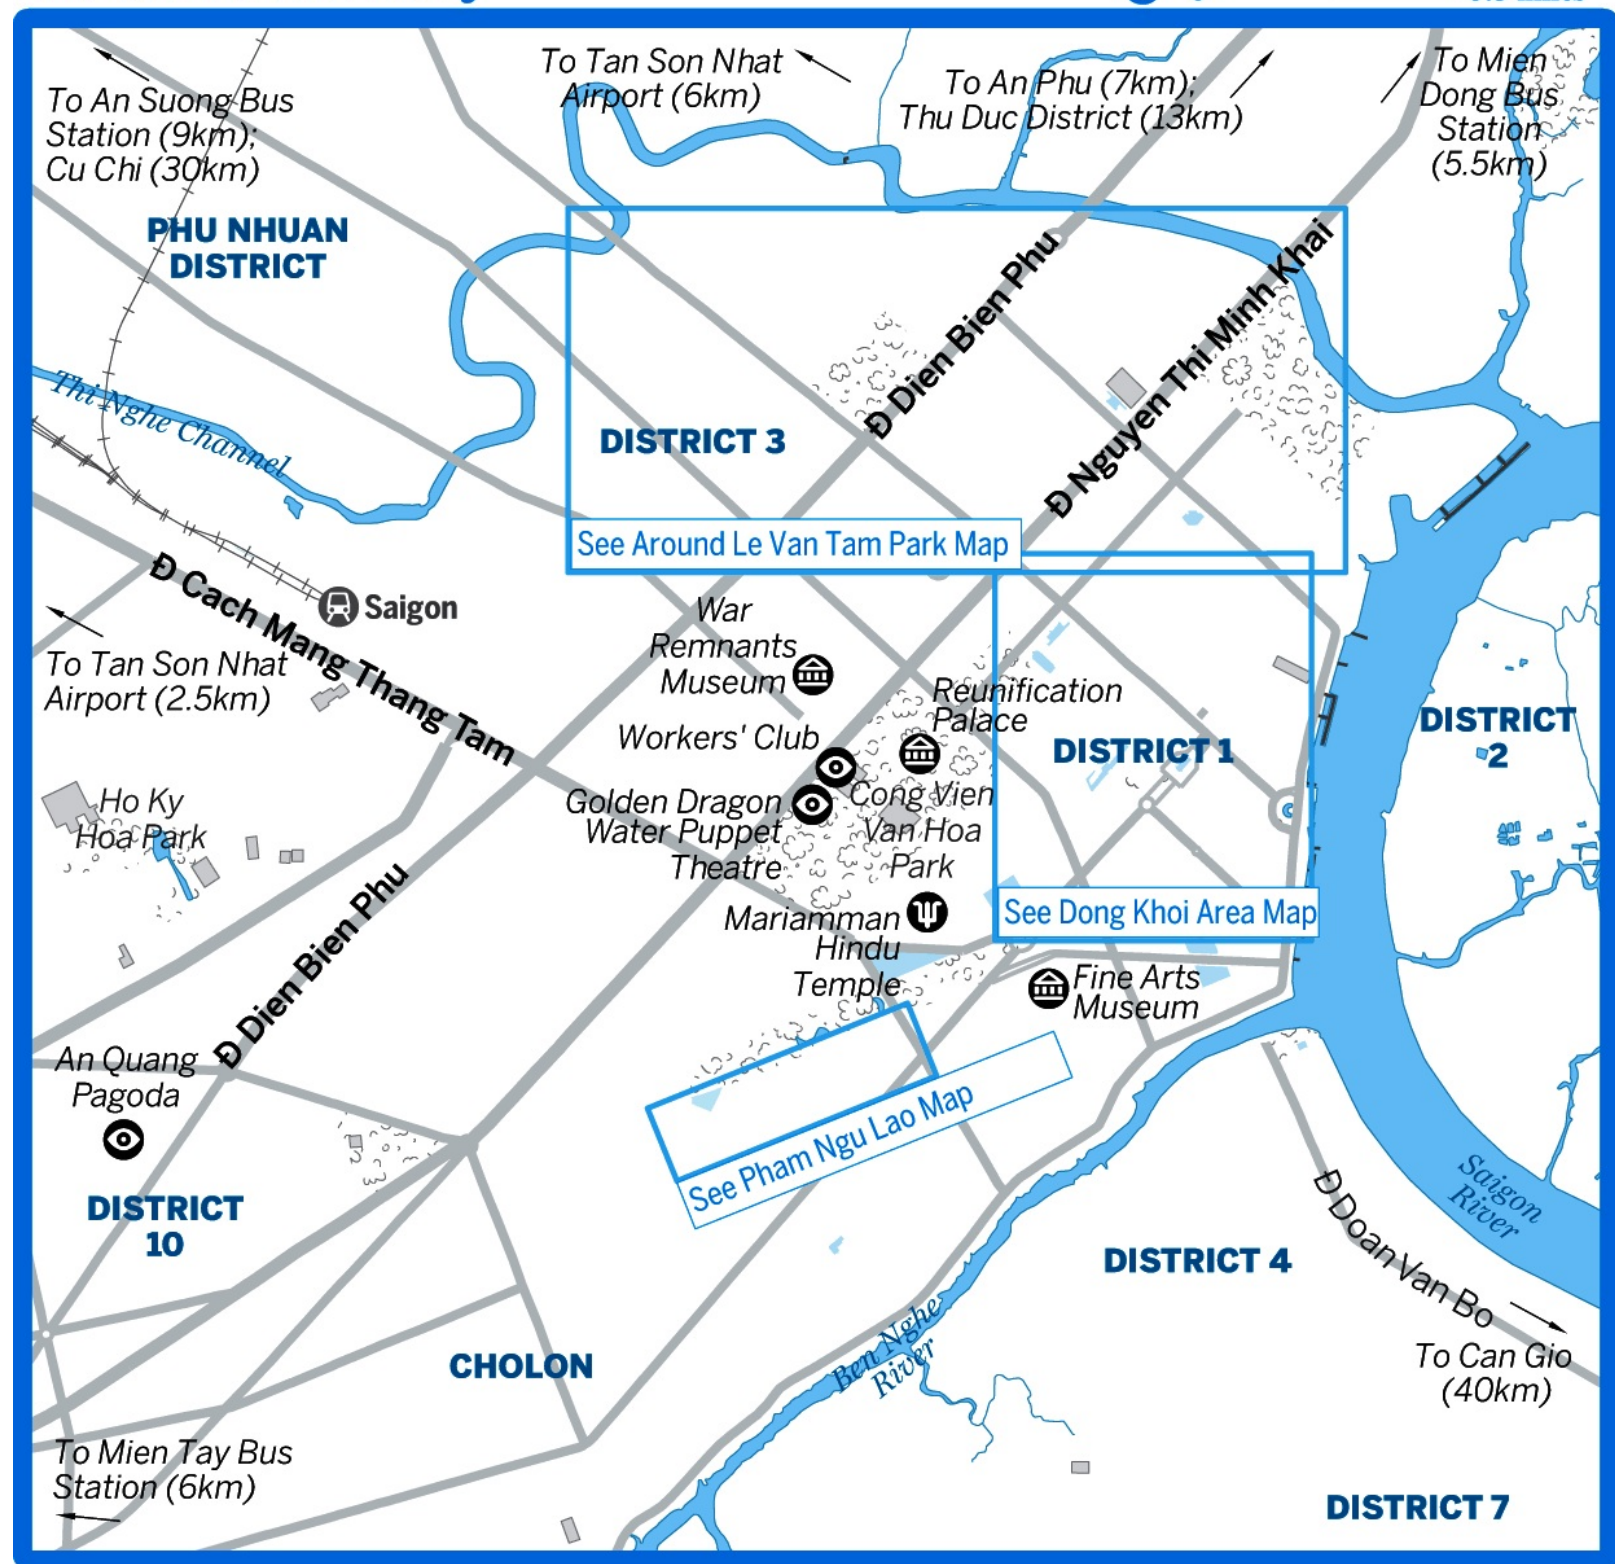 To An Suong Bus
Station (9km);
Cu Chi (30km)
To Tan Son Nhat
Airport (6km)
To An Phu (7km);
Thu Duc District (13km)
To Mien
Dong Bus
Station
(5.5km)
PHU NHUAN
DISTRICT
Thi Nghe Channel
DISTRICT 3
Đ Dien Bien Phu
Đ Nguyen Thi Minh Khai
See Around Le Van Tam Park Map
Đ Cach Mang Thang Tam
Saigon
To Tan Son Nhat
Airport (2.5km)
War
Remnants
Museum
Workers' Club
Reunification
Palace
DISTRICT 1
DISTRICT
2
Golden Dragon
Water Puppet
Theatre
Cong Vien
Van Hoa
Park
Ho Ky
Hoa Park
Mariamman
Hindu
Temple
See Dong Khoi Area Map
Fine Arts
Museum
Đ Dien Bien Phu
An Quang
Pagoda
See Pham Ngu Lao Map
DISTRICT
10
DISTRICT 4
Saigon
River
Đ Doan Van Bo
To Can Gio
(40km)
CHOLON
Ben Nghe
River
To Mien Tay Bus
Station (6km)
DISTRICT 7